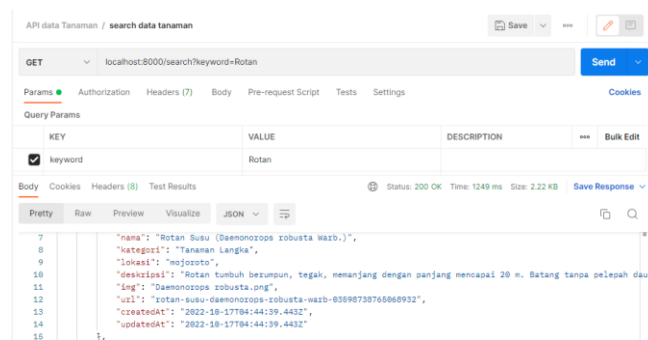 API data Tanaman / search data tanaman Save
GET localhost:8000/search?keyword=Rotan Send
Params Authorization Headers (7) Body Pre-request Script Tests Settings Cookies
Query Params
KEY VALUE DESCRIPTION Bulk Edit
keyword Rotan
Body Cookies Headers (8) Test Results Status: 200 OK Time: 1249 ms Size: 2.22 KB Save Response
Pretty Raw Preview Visualize JSON
7 "nama": "Rotan Susu (Daemonorops robusta Warb.)",
8 "kategori": "Tanaman Langka",
9 "lokasi": "mojoroto",
10 "deskripsi": "Rotan tumbuh berumpun, tegak, memanjang dengan panjang mencapai 20 m. Batang tanpa pelepah dau
11 "img": "Daemonorops robusta.png",
12 "url": "rotan-susu-daemonorops-robusta-warb-03598738765068932",
13 "createdAt": "2022-10-17T04:44:39.443Z",
14 "updatedAt": "2022-10-17T04:44:39.443Z"
15 },